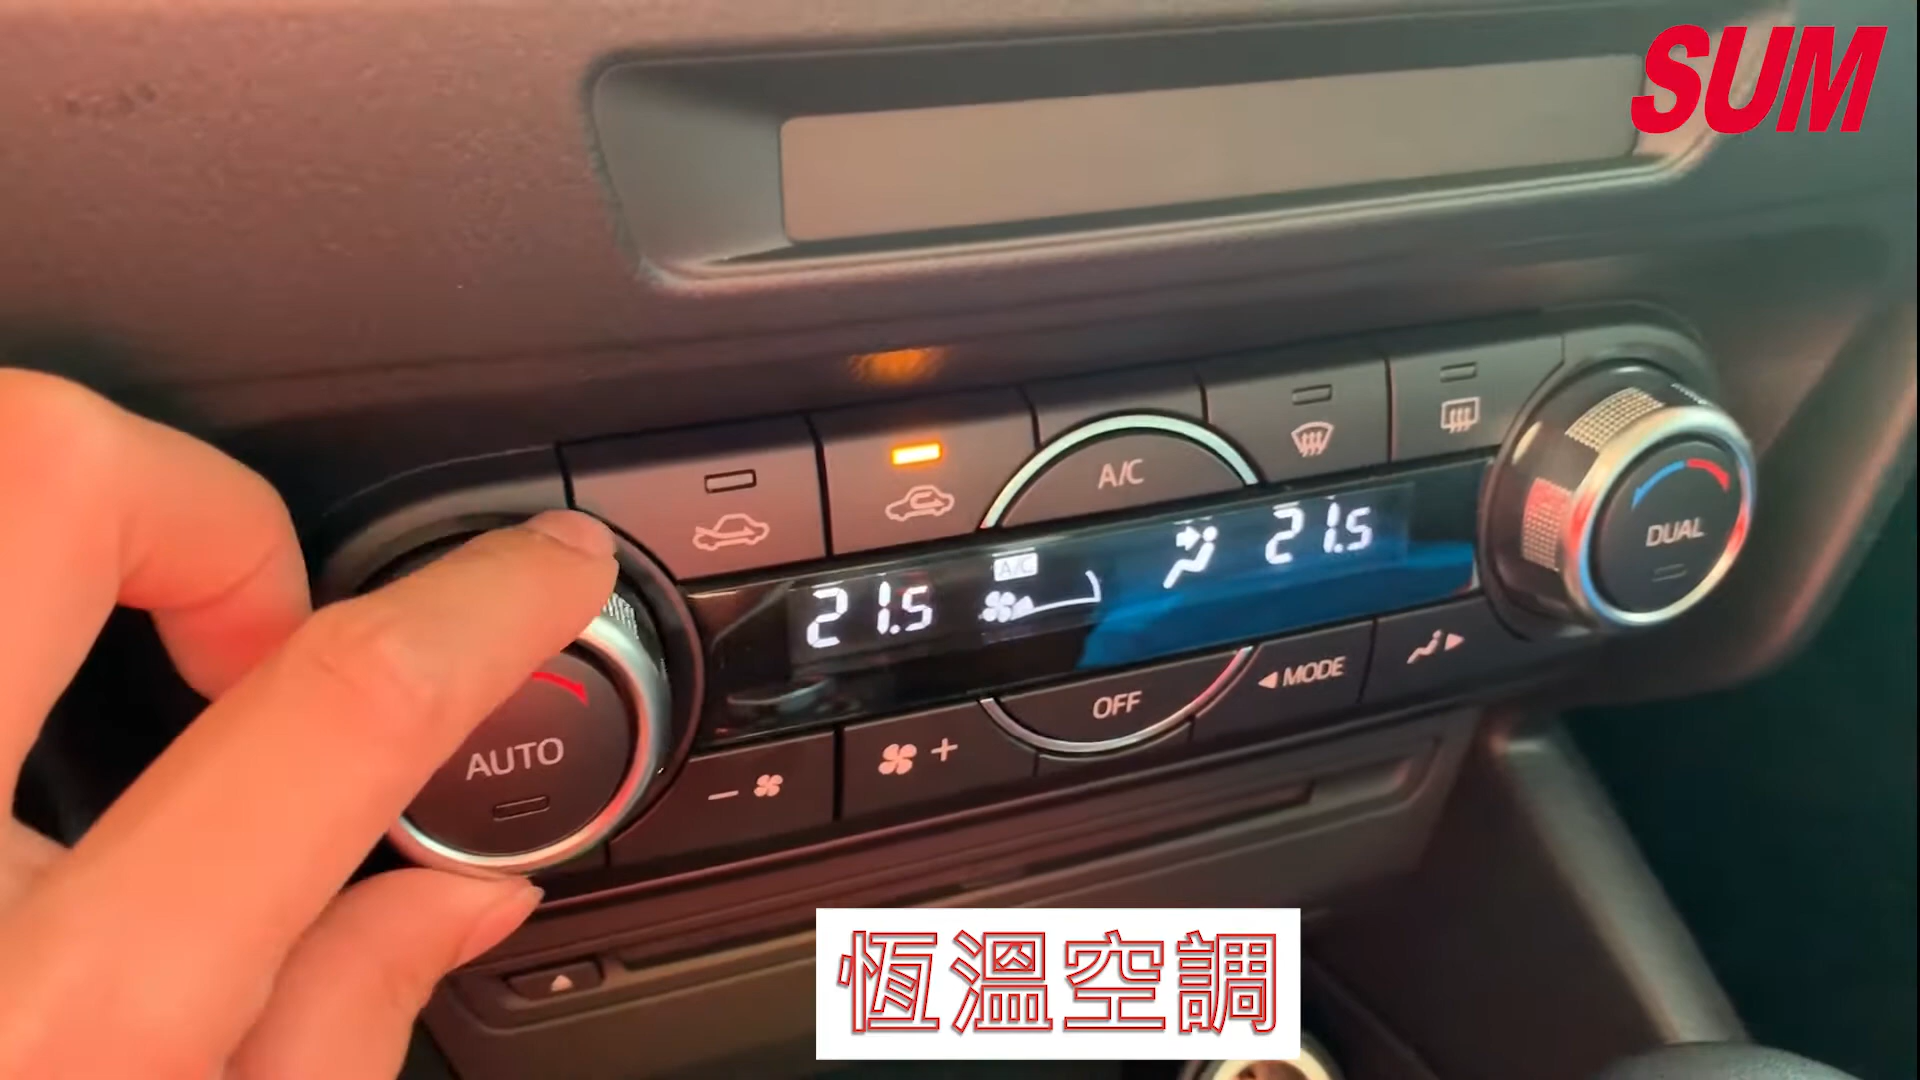 SUM
A/C
21.5
A/C
21.5
DUAL
AUTO
OFF
MODE
恆溫空調